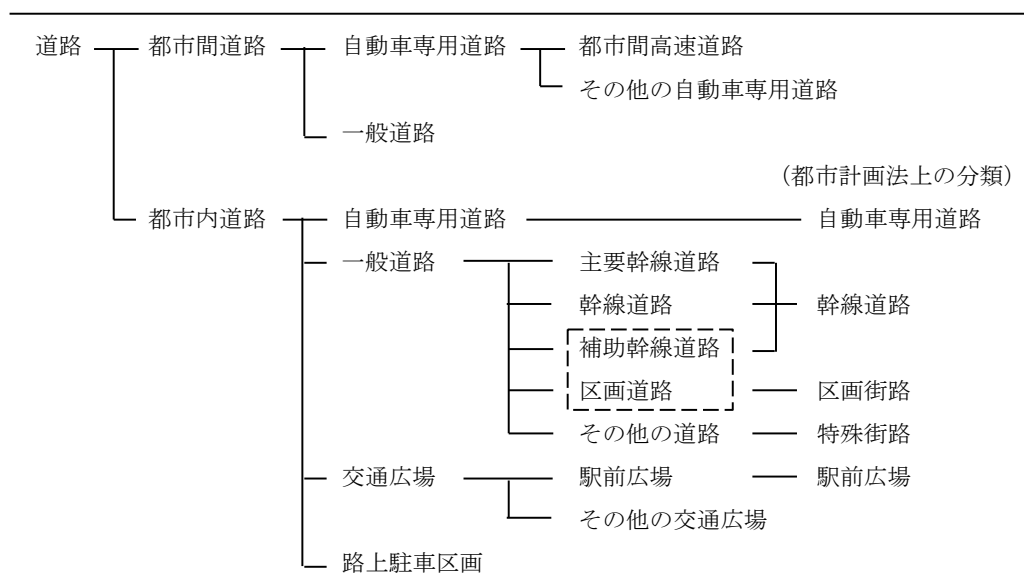 道路 都市間道路 自動車専用道路 都市間高速道路
その他の自動車専用道路
一般道路
(都市計画法上の分類)
都市内道路 自動車専用道路 自動車専用道路
一般道路 主要幹線道路
幹線道路 幹線道路
補助幹線道路
区画道路 区画街路
その他の道路 特殊街路
交通広場 駅前広場 駅前広場
その他の交通広場
路上駐車区画